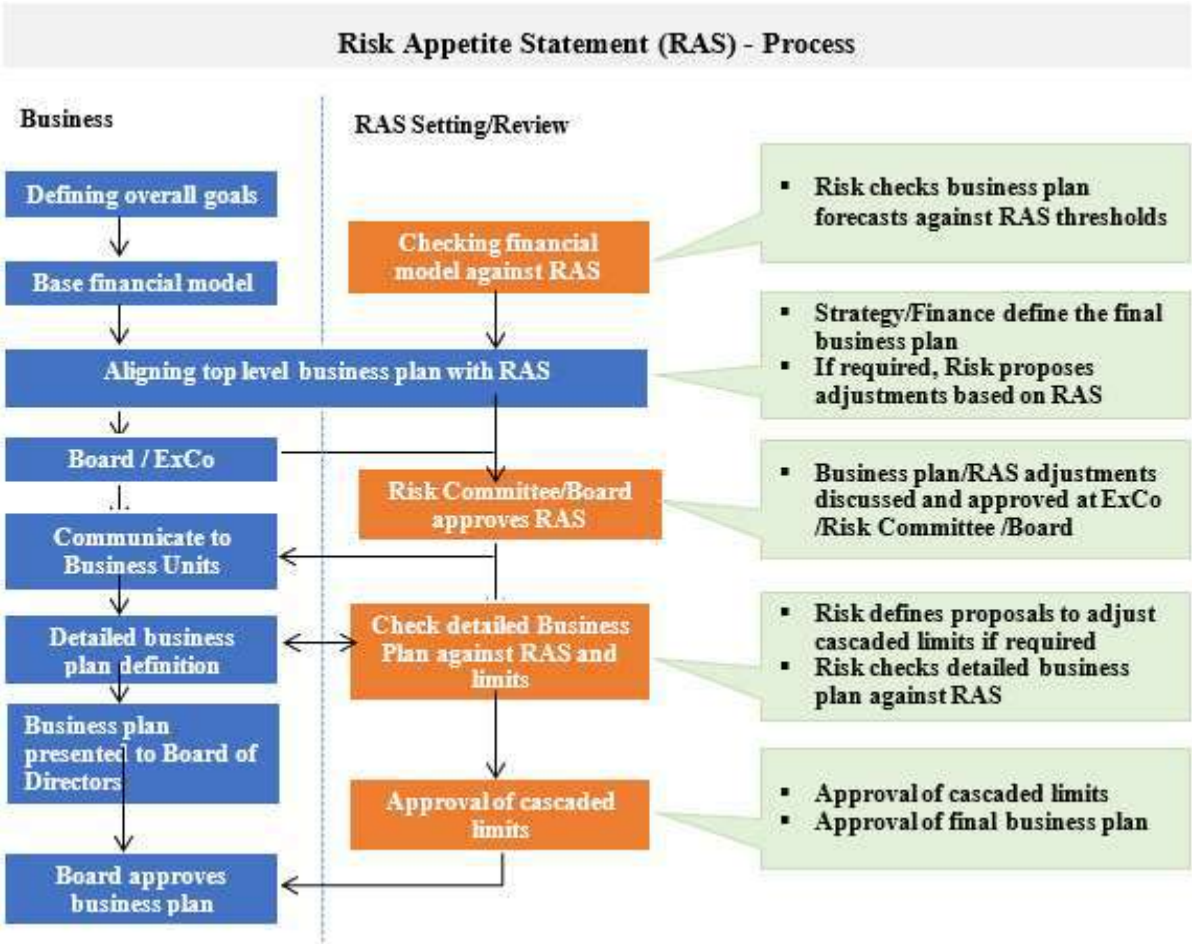 Risk Appetite Statement (RAS) - Process
Business
RAS Setting/Review
Defining overall goals
Base financial model
Checking financial
model against RAS
Aligning top level business plan with RAS
Board / ExCo
Risk Committee/Board
approves RAS
Communicate to
Business Units
Detailed business
plan definition
Check detailed Business
Plan against RAS and
limits
Business plan
presented to Board of
Directors
Approval of cascaded
limits
Board approves
business plan
▪ Risk checks business plan
forecasts against RAS thresholds
▪ Strategy/Finance define the final
business plan
▪ If required, Risk proposes
adjustments based on RAS
▪ Business plan/RAS adjustments
discussed and approved at ExCo
/Risk Committee /Board
▪ Risk defines proposals to adjust
cascaded limits if required
▪ Risk checks detailed business
plan against RAS
▪ Approval of cascaded limits
▪ Approval of final business plan